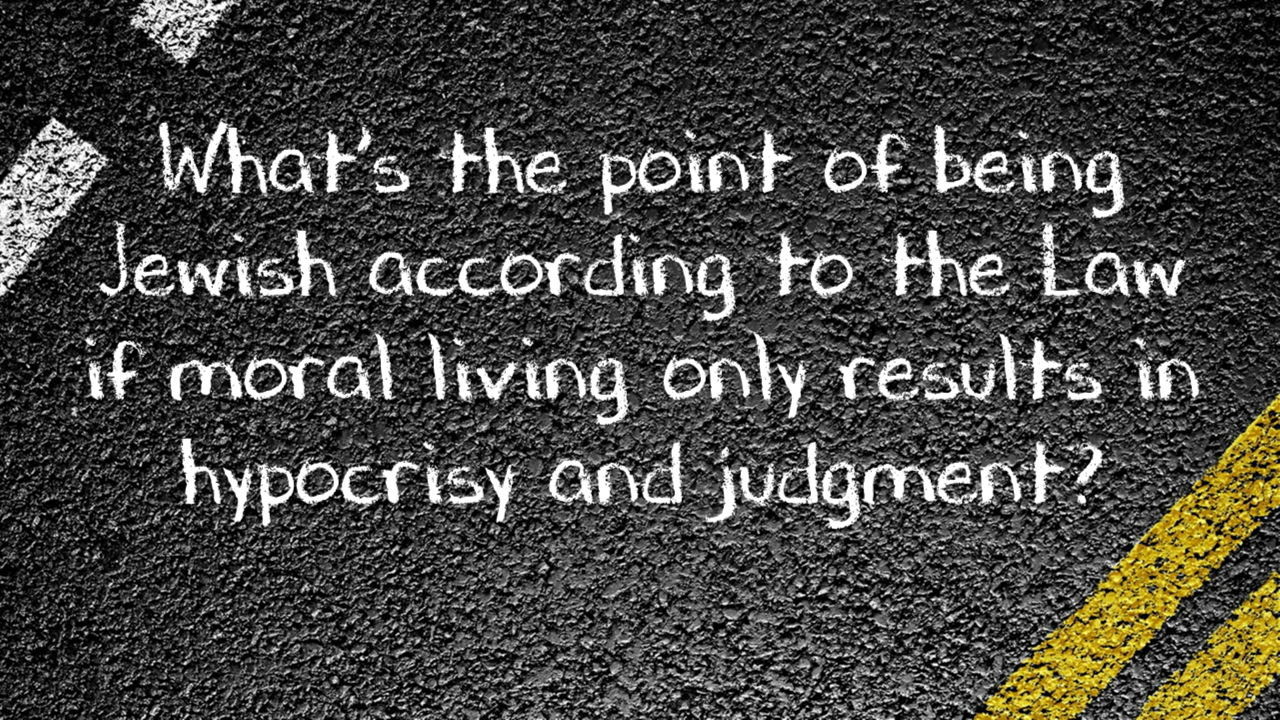 What's the point of being
Jewish according to the Law
if moral living only results in
hypocrisy and judgment?